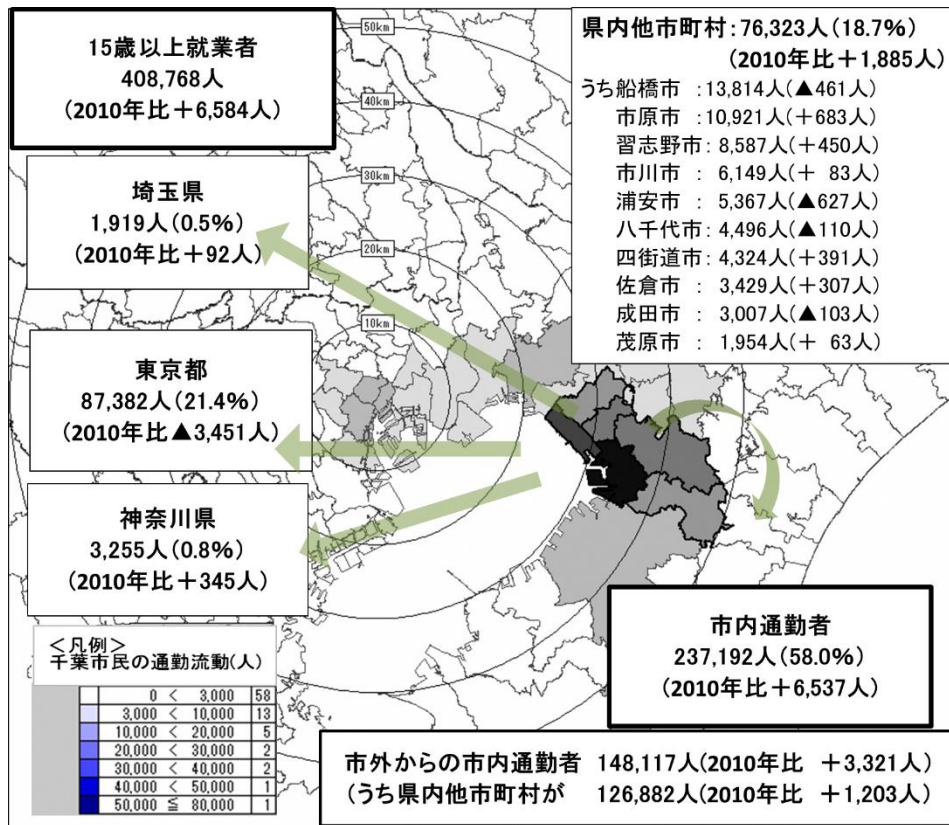 15歳以上就業者
408,768人
(2010年比+6,584人)
50km
40km
30km
20km
10km
県内他市町村:76,323人(18.7%)
(2010年比+1,885人)
うち船橋市 :13,814人(▲461人)
市原市 :10,921人(+683人)
習志野市:8,587人(+450人)
市川市 :6,149人(+ 83人)
浦安市 :5,367人(▲627人)
八千代市:4,496人(▲110人)
四街道市:4,324人(+391人)
佐倉市 :3,429人(+307人)
成田市 :3,007人(▲103人)
茂原市 :1,954人(+ 63人)
埼玉県
1,919人(0.5%)
(2010年比+92人)
東京都
87,382人(21.4%)
(2010年比▲3,451人)
神奈川県
3,255人(0.8%)
(2010年比+345人)
<凡例>
千葉市民の通勤流動(人)
0 < 3,000 58
3,000 < 10,000 13
10,000 < 20,000 5
20,000 < 30,000 2
30,000 < 40,000 2
40,000 < 50,000 1
50,000 ≦ 80,000 1
市内通勤者
237,192人(58.0%)
(2010年比+6,537人)
市外からの市内通勤者 148,117人(2010年比 +3,321人)
(うち県内他市町村が 126,882人(2010年比 +1,203人)